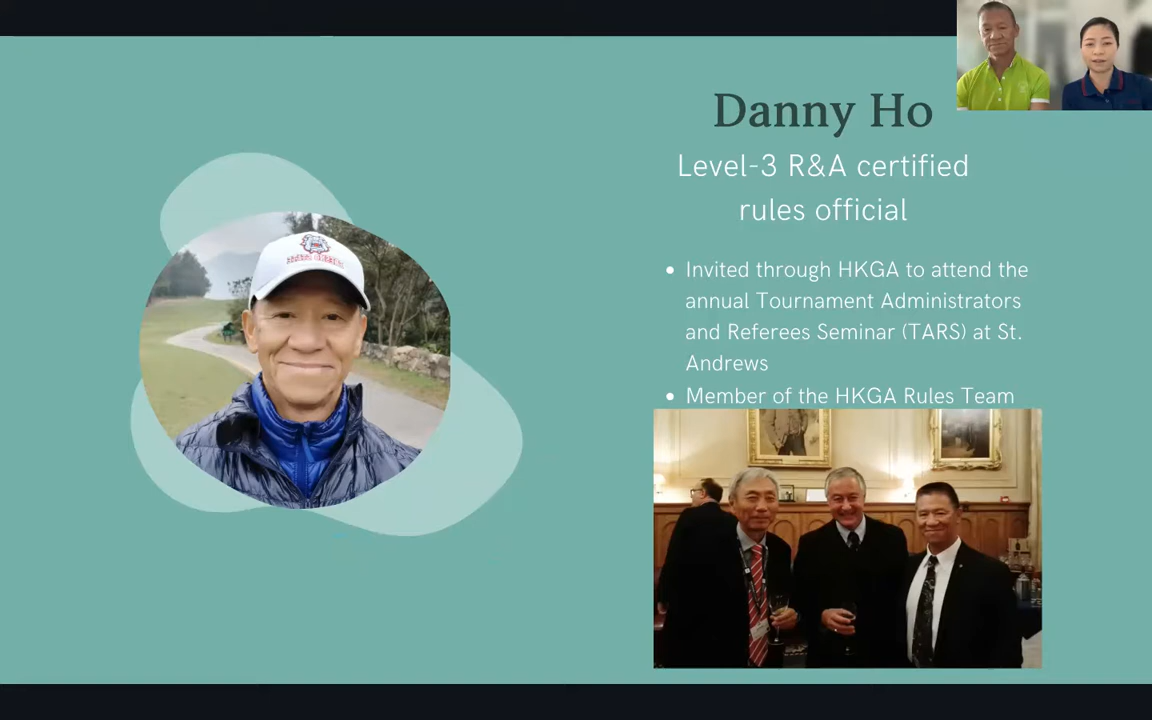 Danny Ho
Level-3 R&A certified
rules official
• Invited through HKGA to attend the
annual Tournament Administrators
and Referees Seminar (TARS) at St.
Andrews
• Member of the HKGA Rules Team